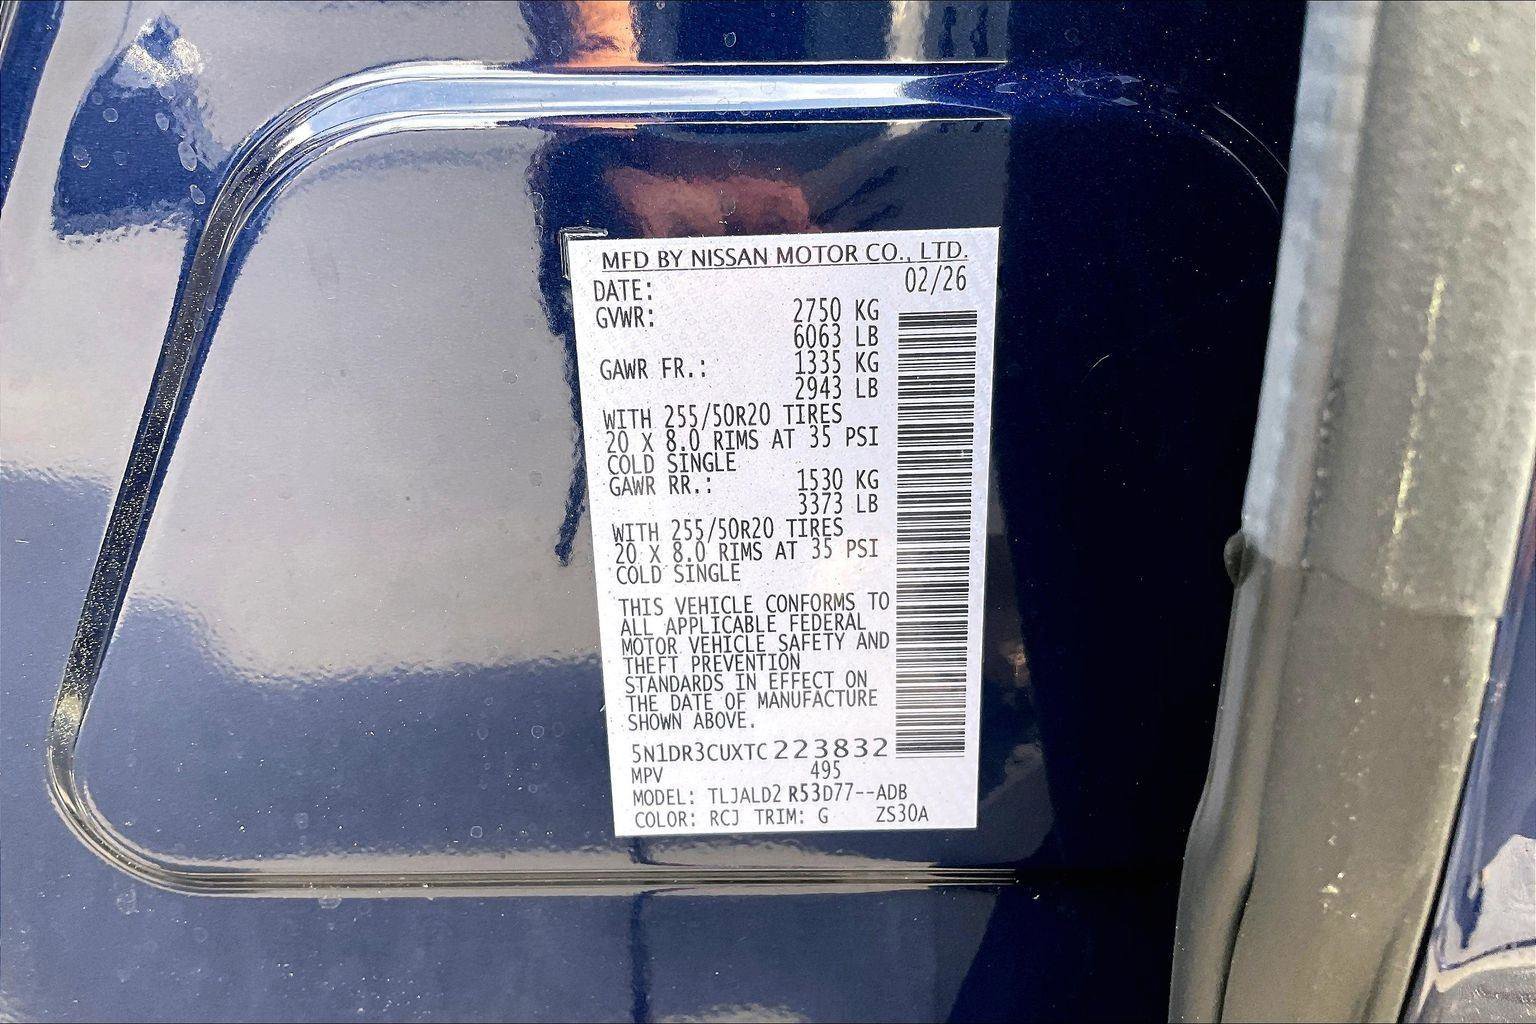 MFD BY NISSAN MOTOR CO., LTD.
DATE: 02/26
GVWR: 2750 KG
6063 LB
GAWR FR.: 1335 KG
2943 LB
WITH 255/50R20 TIRES
20 X 8.0 RIMS AT 35 PSI
COLD SINGLE
GAWR RR.: 1530 KG
3373 LB
WITH 255/50R20 TIRES
20 X 8.0 RIMS AT 35 PSI
COLD SINGLE
THIS VEHICLE CONFORMS TO
ALL APPLICABLE FEDERAL
MOTOR VEHICLE SAFETY AND
THEFT PREVENTION
STANDARDS IN EFFECT ON
THE DATE OF MANUFACTURE
SHOWN ABOVE.
5N1DR3CUXTC223832
MPV 495
MODEL: TLJALD2 R53D77--ADB
COLOR: RCJ TRIM: G ZS30A